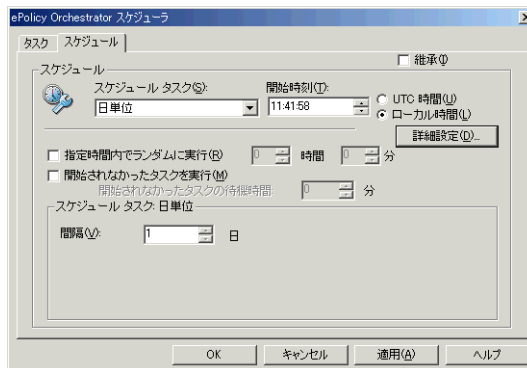 ePolicy Orchestrator スケジューラ
タスク スケジュール
継承(I)
スケジュール
スケジュール タスク(S): 開始時刻(T):
日単位 11:41:58 UTC 時間(U)
ローカル時間(L)
詳細設定(D)...
指定時間内でランダムに実行(R) 0 時間 0 分
開始されなかったタスクを実行(M)
開始されなかったタスクの待機時間: 0 分
スケジュール タスク: 日単位
間隔(V): 1 日
OK キャンセル 適用(A) ヘルプ